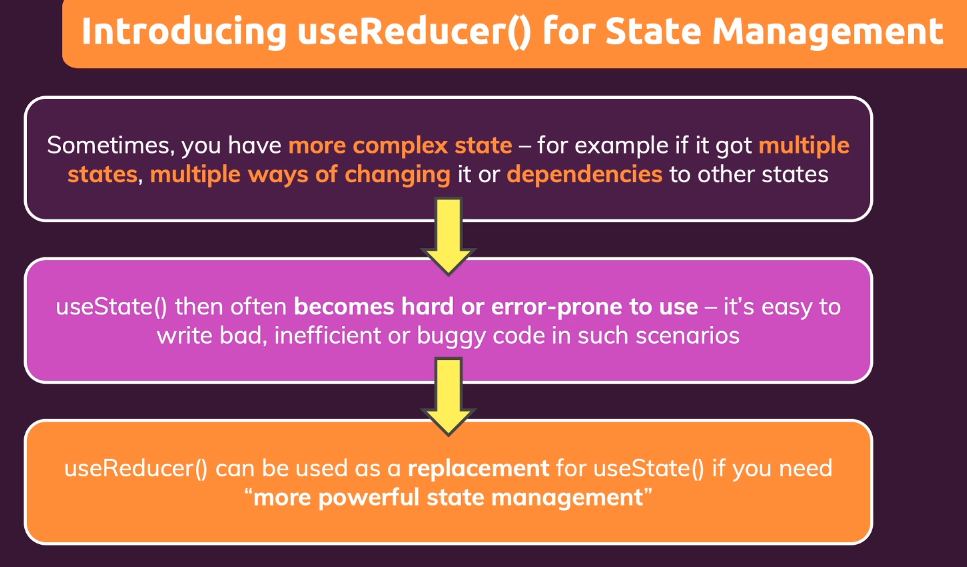 Introducing useReducer() for State Management
Sometimes, you have more complex state – for example if it got multiple
states, multiple ways of changing it or dependencies to other states
useState() then often becomes hard or error-prone to use – it's easy to
write bad, inefficient or buggy code in such scenarios
useReducer() can be used as a replacement for useState() if you need
“more powerful state management”